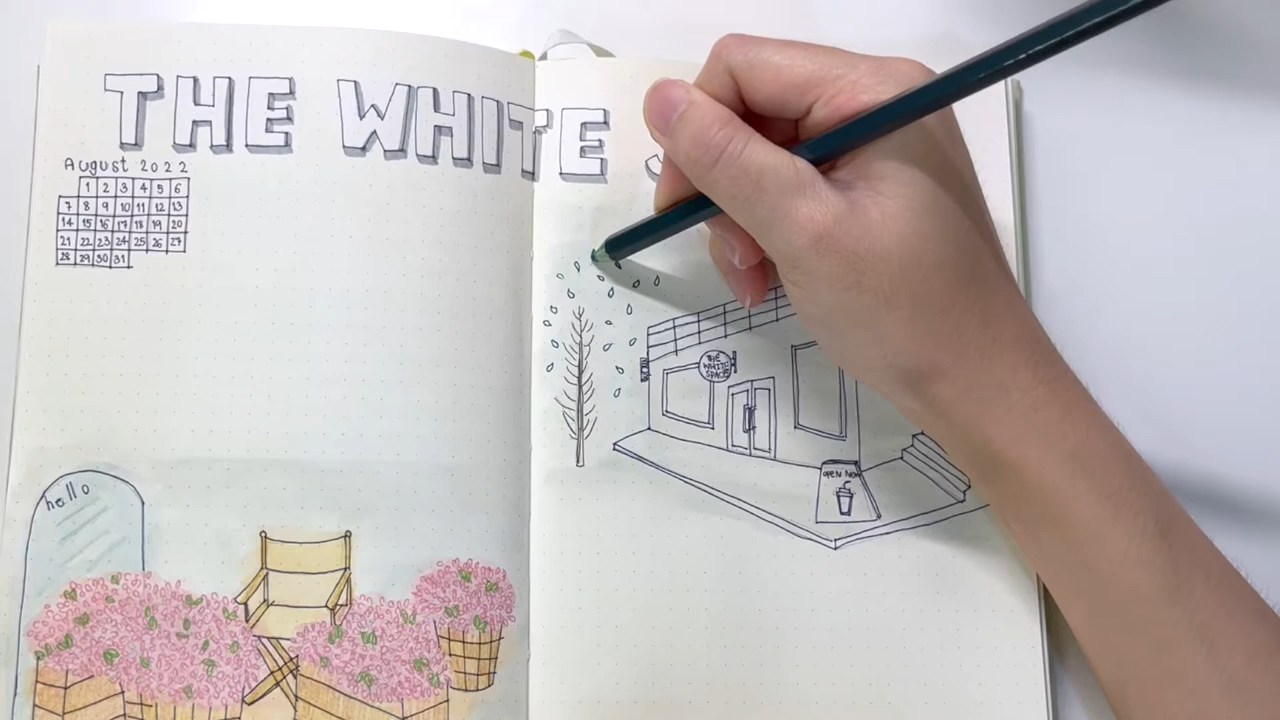 THE WHITE S
August 2022
1 2 3 4 5 6
7 8 9 10 11 12 13
14 15 16 17 18 19 20
21 22 23 24 25 26 27
28 29 30 31
THE
WHITE
SPACE
OPEN NOW
hello